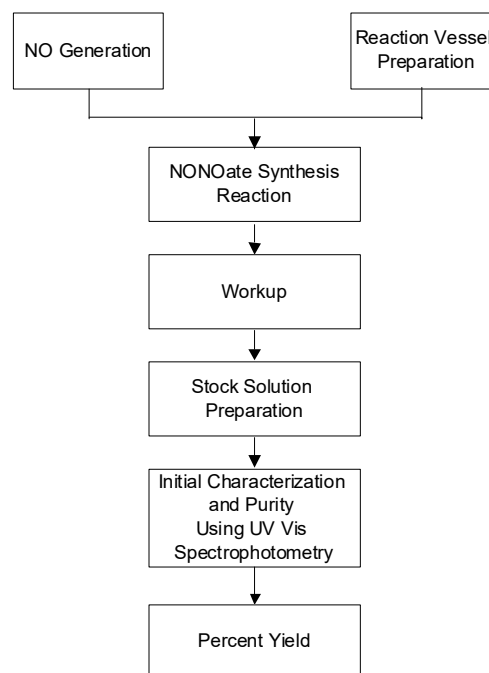 NO Generation
Reaction Vessel
Preparation
NONOate Synthesis
Reaction
Workup
Stock Solution
Preparation
Initial Characterization
and Purity
Using UV Vis
Spectrophotometry
Percent Yield